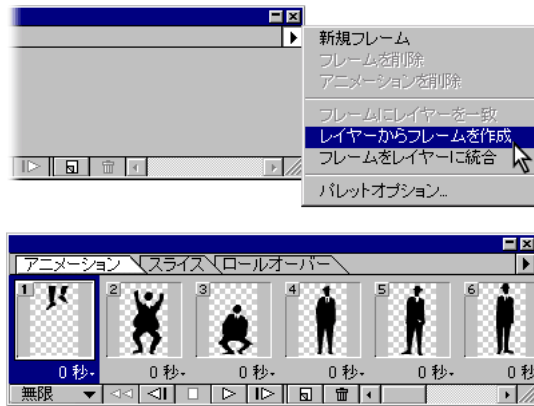 新規フレーム
フレームを削除
アニメーションを削除
フレームにレイヤーを一致
レイヤーからフレームを作成
フレームをレイヤーに統合
パレットオプション...
アニメーション スライス ロールオーバー
1 2 3 4 5 6
0 秒 0 秒 0 秒 0 秒 0 秒 0 秒
無限